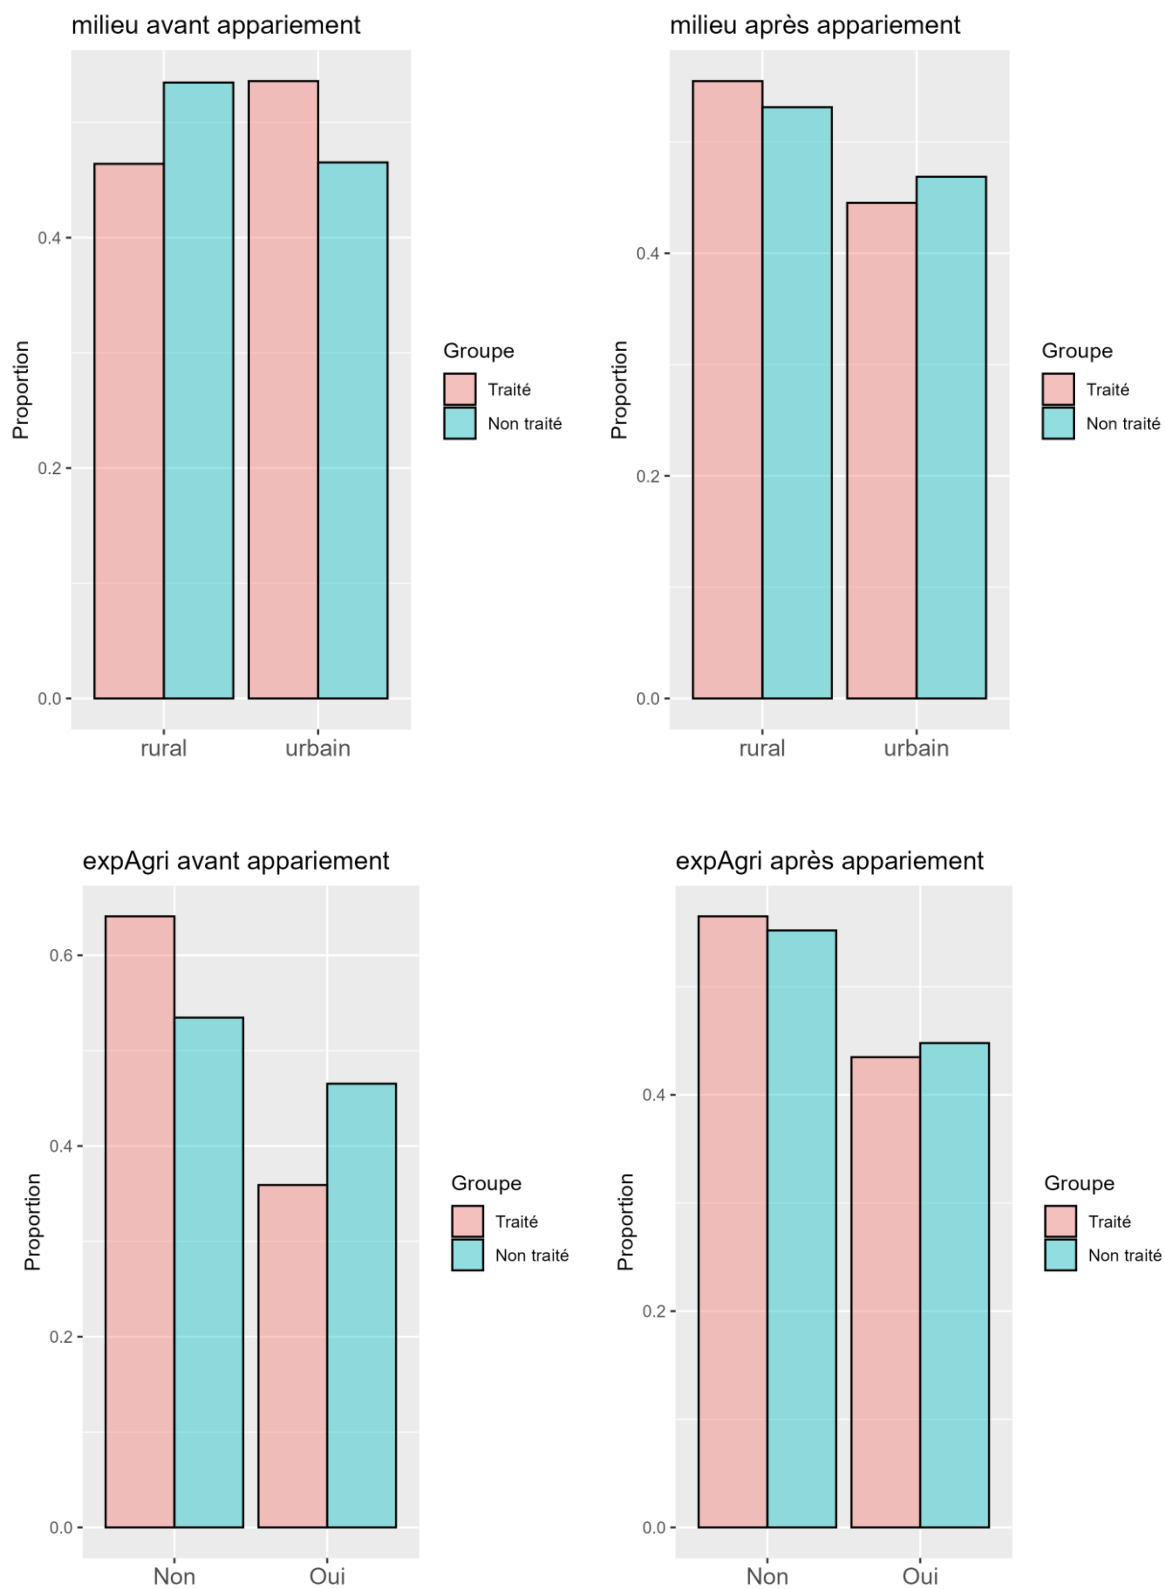 milieu avant appariement
Proportion
0.4
0.2
0.0
rural urbain
Groupe
Traité
Non traité
milieu après appariement
Proportion
0.4
0.2
0.0
rural urbain
Groupe
Traité
Non traité
expAgri avant appariement
Proportion
0.6
0.4
0.2
0.0
Non Oui
Groupe
Traité
Non traité
expAgri après appariement
Proportion
0.4
0.2
0.0
Non Oui
Groupe
Traité
Non traité